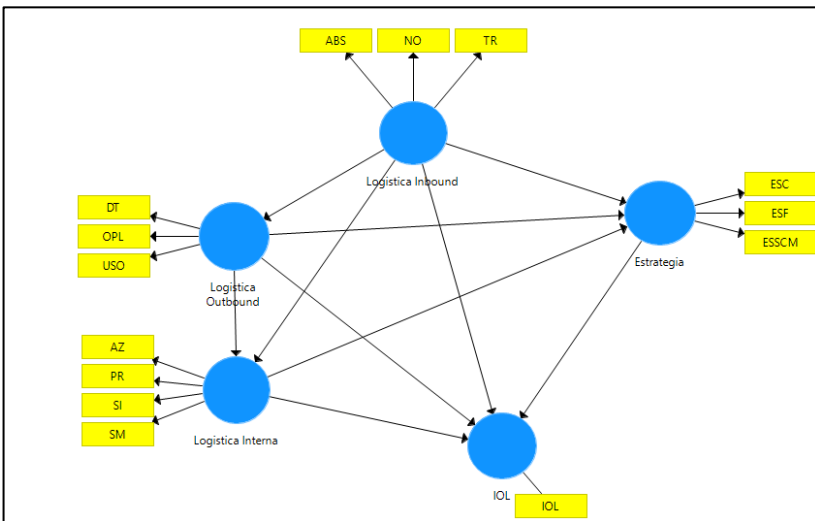 ABS
NO
TR
Logistica Inbound
DT
OPL
USO
Logistica
Outbound
ESC
ESF
ESSCM
Estrategia
AZ
PR
SI
SM
Logistica Interna
IOL
IOL